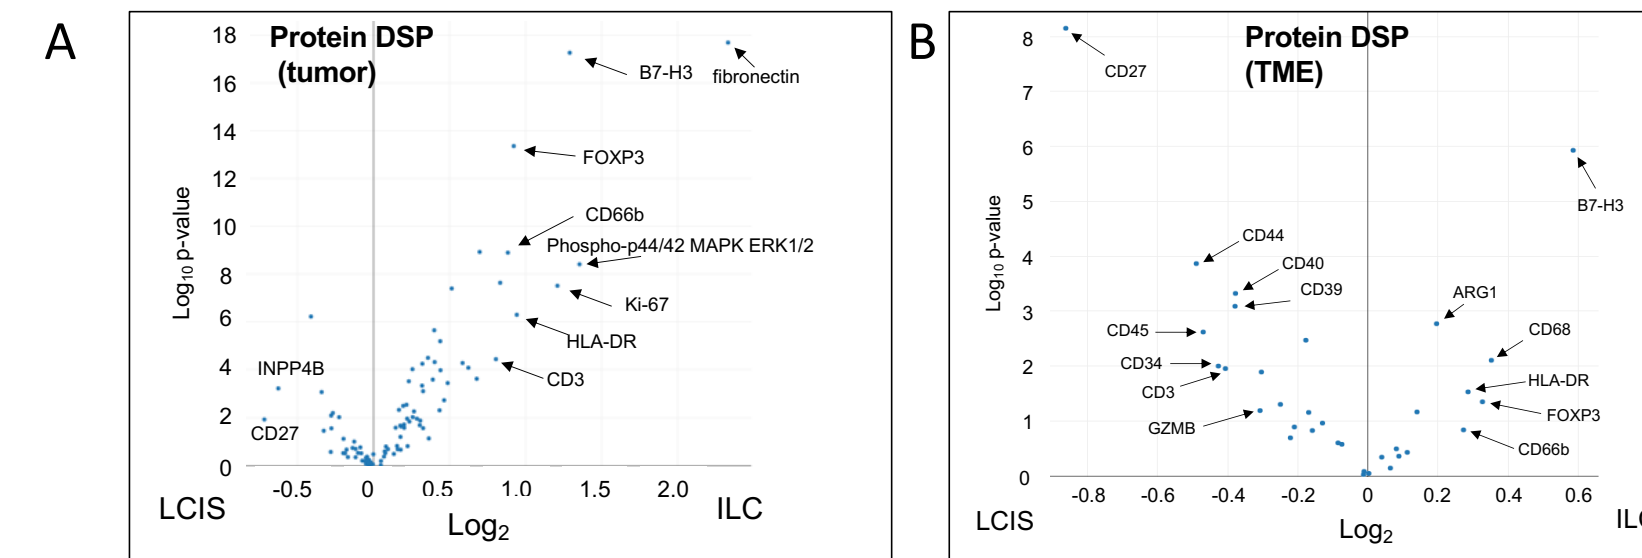 A
Protein DSP
(tumor)
18
16
14
12
10
8
6
4
2
0
Log10 p-value
B7-H3
fibronectin
FOXP3
CD66b
Phospho-p44/42 MAPK ERK1/2
Ki-67
HLA-DR
CD3
INPP4B
CD27
-0.5
0
0.5
1.0
1.5
2.0
LCIS
Log2
ILC
B
Protein DSP
(TME)
8
7
6
5
4
3
2
1
0
Log10 p-value
CD27
B7-H3
CD44
CD40
CD39
ARG1
CD45
CD68
CD34
CD3
HLA-DR
FOXP3
GZMB
CD66b
-0.8
-0.6
-0.4
-0.2
0
0.2
0.4
0.6
LCIS
Log2